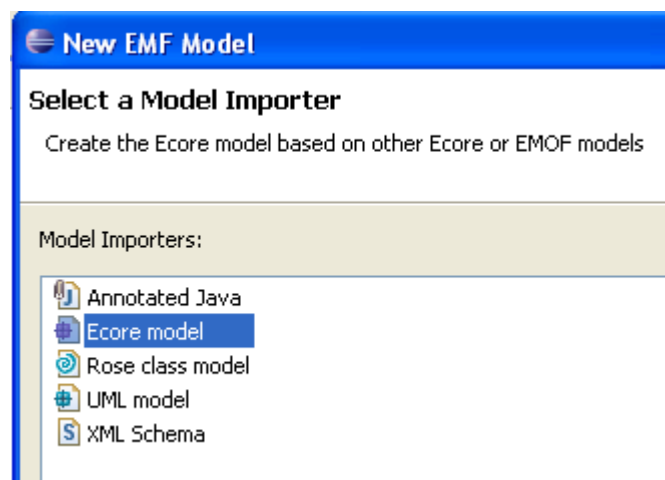 New EMF Model
Select a Model Importer
Create the Ecore model based on other Ecore or EMOF models
Model Importers:
Annotated Java
Ecore model
Rose class model
UML model
XML Schema